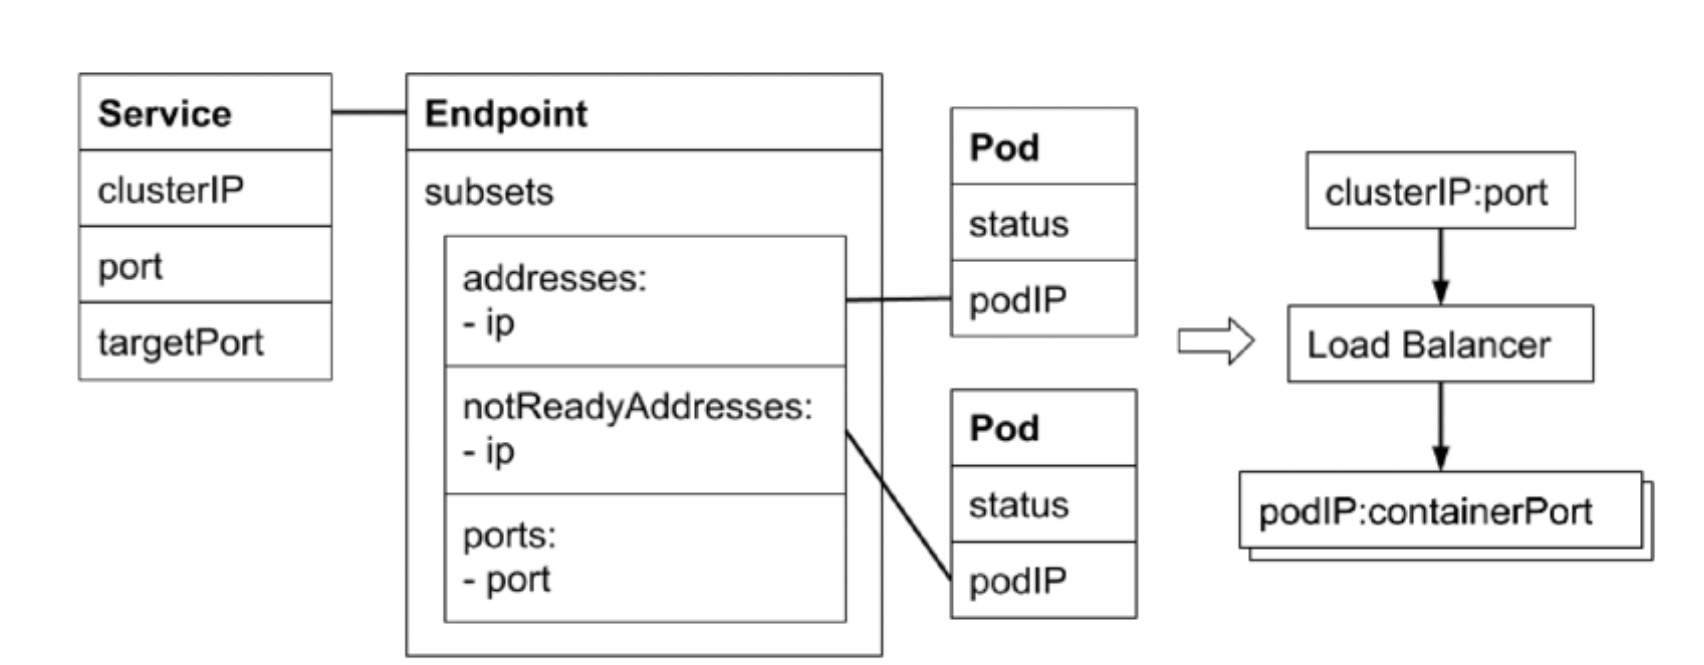 Service
clusterIP
port
targetPort
Endpoint
subsets
addresses:
- ip
notReadyAddresses:
- ip
ports:
- port
Pod
status
podIP
Pod
status
podIP
clusterIP:port
Load Balancer
podIP:containerPort